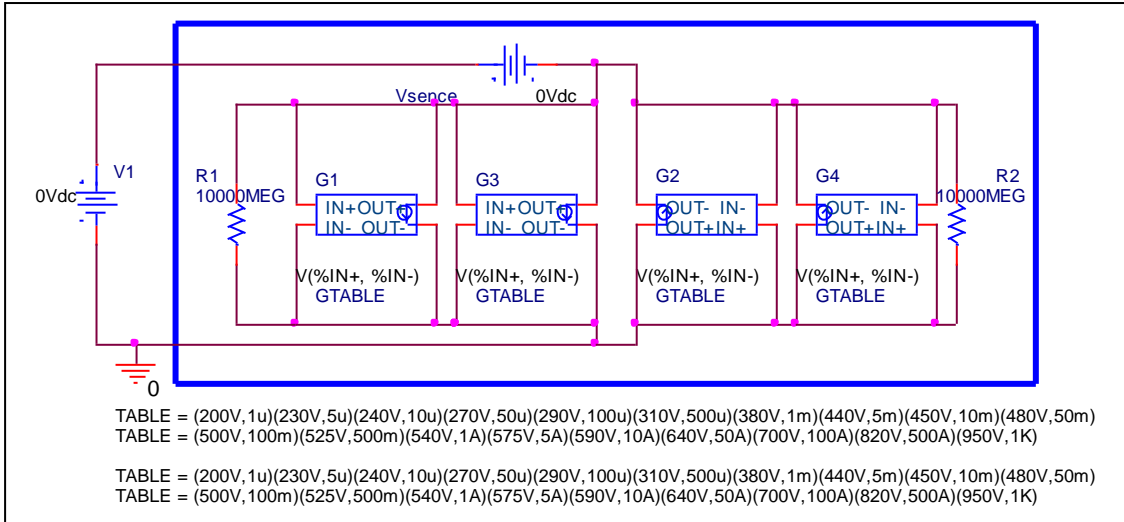 Vsence 0Vdc
V1
0Vdc
R1
10000MEG
G1
IN+ OUT+
IN- OUT-
V(%IN+, %IN-)
GTABLE
G3
IN+ OUT+
IN- OUT-
V(%IN+, %IN-)
GTABLE
G2
OUT- IN-
OUT+ IN+
V(%IN+, %IN-)
GTABLE
G4
OUT- IN-
OUT+ IN+
V(%IN+, %IN-)
GTABLE
R2
10000MEG
0
TABLE = (200V,1u)(230V,5u)(240V,10u)(270V,50u)(290V,100u)(310V,500u)(380V,1m)(440V,5m)(450V,10m)(480V,50m)
TABLE = (500V,100m)(525V,500m)(540V,1A)(575V,5A)(590V,10A)(640V,50A)(700V,100A)(820V,500A)(950V,1K)
TABLE = (200V,1u)(230V,5u)(240V,10u)(270V,50u)(290V,100u)(310V,500u)(380V,1m)(440V,5m)(450V,10m)(480V,50m)
TABLE = (500V,100m)(525V,500m)(540V,1A)(575V,5A)(590V,10A)(640V,50A)(700V,100A)(820V,500A)(950V,1K)